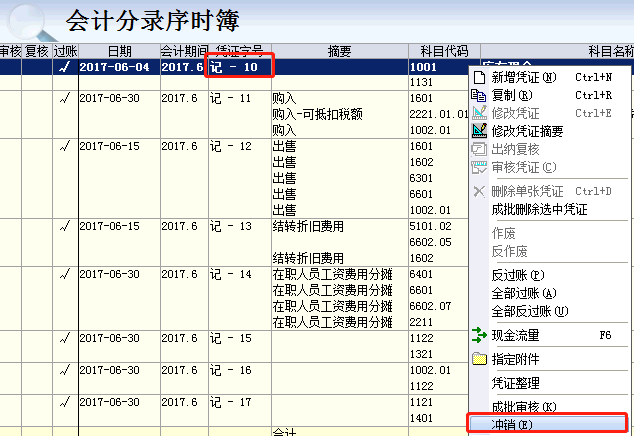 会计分录序时簿
审核 复核 过账 日期 会计期间 凭证字号 摘要 科目代码 科目名称
√ 2017-06-04 2017.6 记 - 10 1001
1131
√ 2017-06-30 2017.6 记 - 11 购入 1601
购入-可抵扣税额 2221.01.01
购入 1002.01
√ 2017-06-15 2017.6 记 - 12 出售 1601
出售 1602
出售 6301
出售 6601
出售 1002.01
√ 2017-06-15 2017.6 记 - 13 结转折旧费用 5101.02
6602.05
结转折旧费用 1602
√ 2017-06-30 2017.6 记 - 14 在职人员工资费用分摊 6401
在职人员工资费用分摊 6601
在职人员工资费用分摊 6602.07
在职人员工资费用分摊 2211
√ 2017-06-30 2017.6 记 - 15 1122
1321
√ 2017-06-30 2017.6 记 - 16 1002.01
1122
√ 2017-06-30 2017.6 记 - 17 1121
1401
合计
新增凭证(N) Ctrl+N
复制(R) Ctrl+R
修改凭证 Ctrl+E
修改凭证摘要
出纳复核
审核凭证(C)
删除单张凭证 Ctrl+D
成批删除选中凭证
作废
反作废
反过账(P)
全部过账(A)
全部反过账(U)
现金流量 F6
指定附件
凭证整理
成批审核(K)
冲销(E)